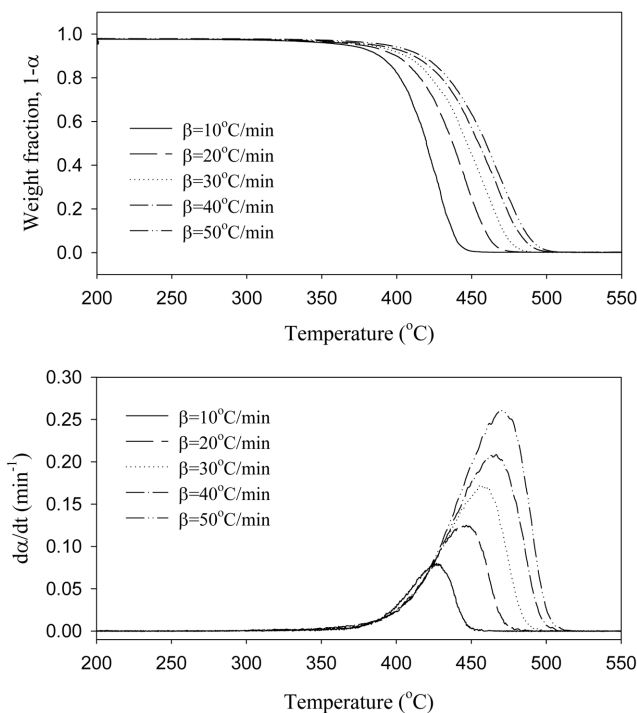 Weight fraction, 1-α
1.0
0.8
0.6
0.4
0.2
0.0
β=10°C/min
β=20°C/min
β=30°C/min
β=40°C/min
β=50°C/min
200 250 300 350 400 450 500 550
Temperature (°C)
dα/dt (min⁻¹)
0.30
0.25
0.20
0.15
0.10
0.05
0.00
β=10°C/min
β=20°C/min
β=30°C/min
β=40°C/min
β=50°C/min
200 250 300 350 400 450 500 550
Temperature (°C)